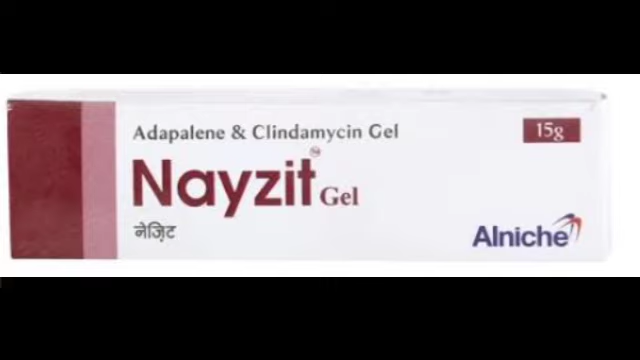 Adapalene & Clindamycin Gel
15g
Nayzit Gel
नेज़िट
Alniche